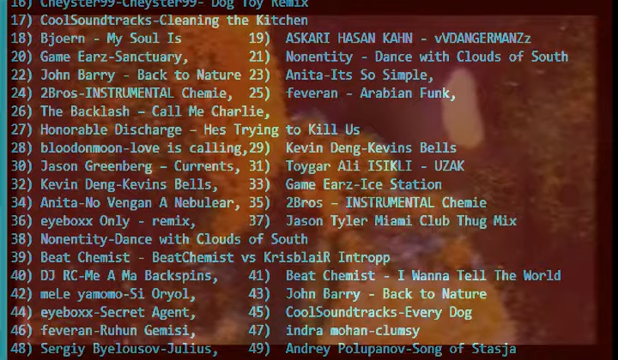 16) Cheyster99-Cheyster99- Dog Toy Remix
17) CoolSoundtracks-Cleaning the Kitchen
18) Bjoern - My Soul Is 19) ASKARI HASAN KAHN - vVDANGERMANZz
20) Game Earz-Sanctuary, 21) Nonentity - Dance with Clouds of South
22) John Barry - Back to Nature 23) Anita-Its So Simple,
24) 2Bros-INSTRUMENTAL Chemie, 25) feveran - Arabian Funk,
26) The Backlash - Call Me Charlie,
27) Honorable Discharge - Hes Trying to Kill Us
28) bloodonmoon-love is calling,29) Kevin Deng-Kevins Bells
30) Jason Greenberg - Currents, 31) Toygar Ali ISIKLI - UZAK
32) Kevin Deng-Kevins Bells, 33) Game Earz-Ice Station
34) Anita-No Vengan A Nebulear, 35) 2Bros - INSTRUMENTAL Chemie
36) eyeboxx Only - remix, 37) Jason Tyler Miami Club Thug Mix
38) Nonentity-Dance with Clouds of South
39) Beat Chemist - BeatChemist vs KrisblaiR Intropp
40) DJ RC-Me A Ma Backspins, 41) Beat Chemist - I Wanna Tell The World
42) meLe yamomo-Si Oryol, 43) John Barry - Back to Nature
44) eyeboxx-Secret Agent, 45) CoolSoundtracks-Every Dog
46) feveran-Ruhun Gemisi, 47) indra mohan-clumsy
48) Sergiy Byelousov-Julius, 49) Andrey Polupanov-Song of Stasja